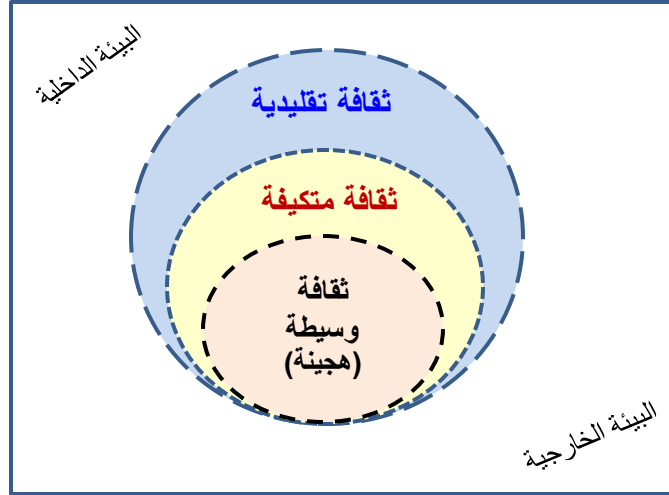 البيئة الداخلية
ثقافة تقليدية
ثقافة متكيفة
ثقافة
وسيطة
(هجينة)
البيئة الخارجية